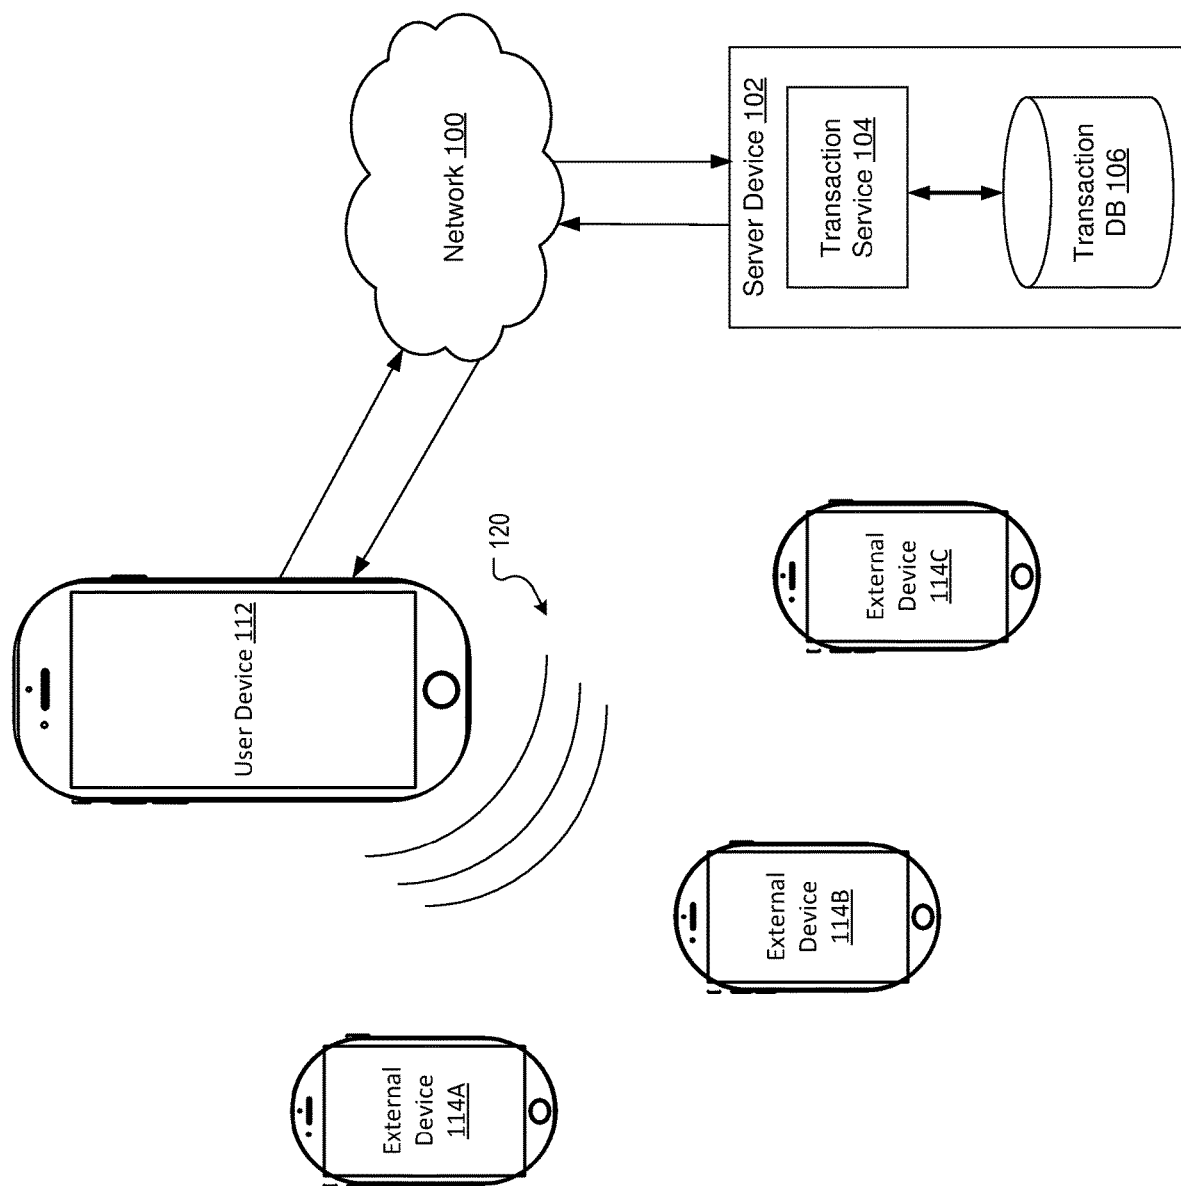 Network 100
Server Device 102
Transaction
Service 104
Transaction
DB 106
User Device 112
120
External
Device
114A
External
Device
114B
External
Device
114C